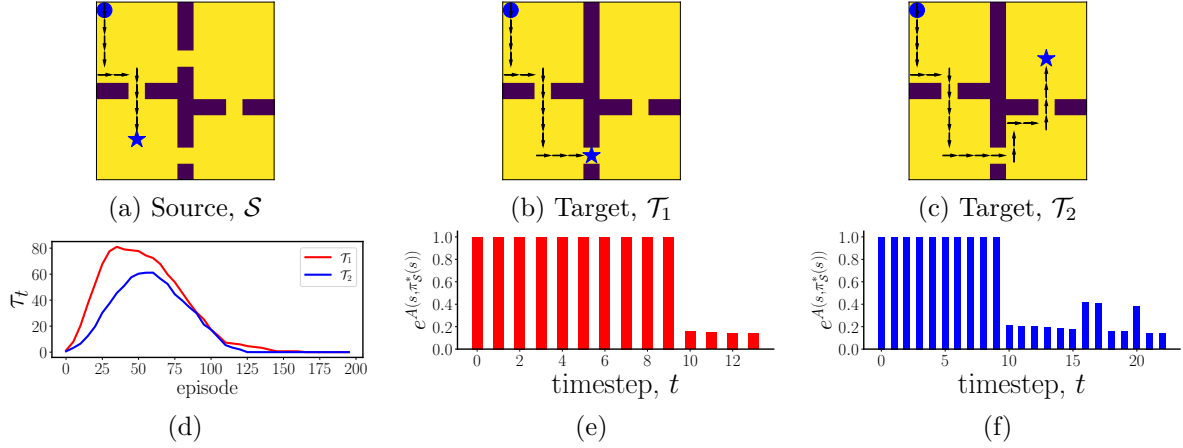 (a) Source, 𝒮
(b) Target, 𝒯₁
(c) Target, 𝒯₂
80
60
40
20
0
𝒯ₜ
0 25 50 75 100 125 150 175 200
episode
𝒯₁
𝒯₂
(d)
1.0
0.8
0.6
0.4
0.2
0.0
e^{A(s,π*_𝒮(s))}
0 2 4 6 8 10 12
timestep, t
(e)
1.0
0.8
0.6
0.4
0.2
0.0
e^{A(s,π*_𝒮(s))}
0 5 10 15 20
timestep, t
(f)